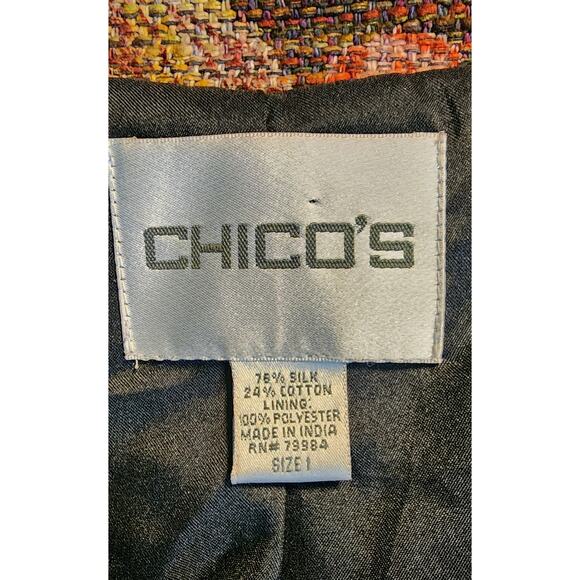 CHICO'S
76% SILK
24% COTTON
LINING:
100% POLYESTER
MADE IN INDIA
RN# 79984
SIZE 1